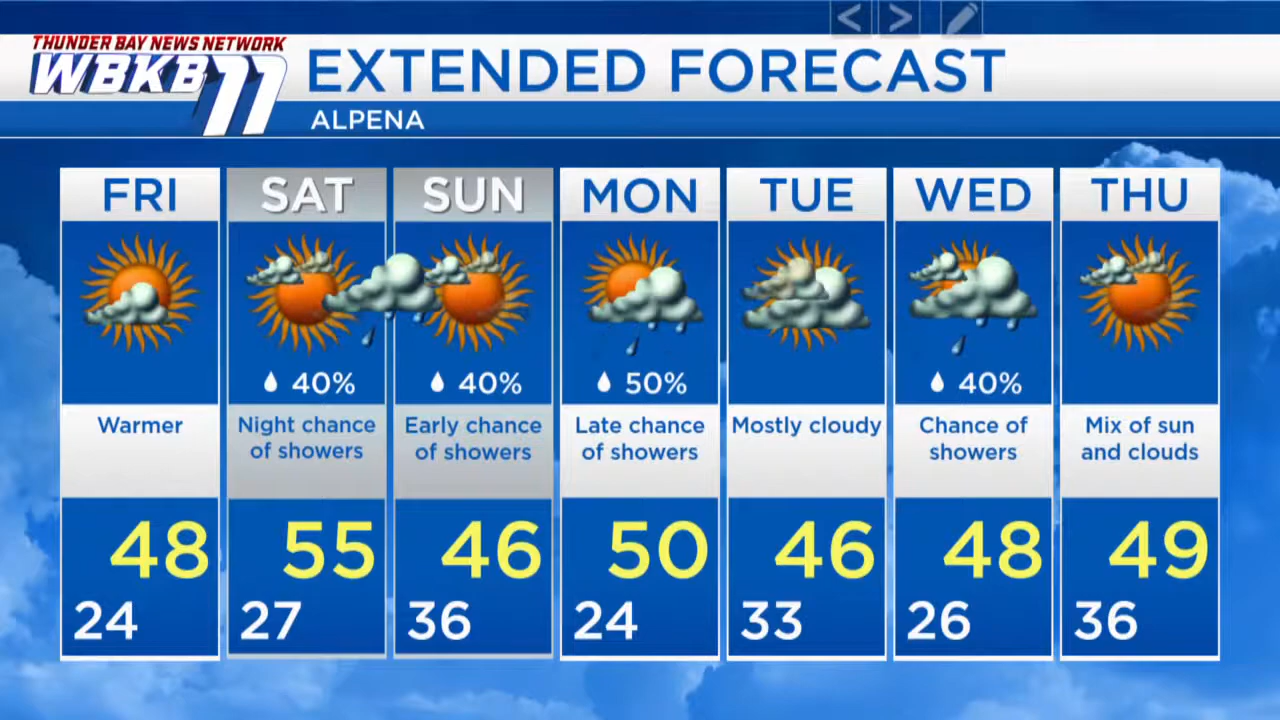 THUNDER BAY NEWS NETWORK
WBKB 11
EXTENDED FORECAST
ALPENA
FRI
Warmer
48
24
SAT
40%
Night chance
of showers
55
27
SUN
40%
Early chance
of showers
46
36
MON
50%
Late chance
of showers
50
24
TUE
Mostly cloudy
46
33
WED
40%
Chance of
showers
48
26
THU
Mix of sun
and clouds
49
36